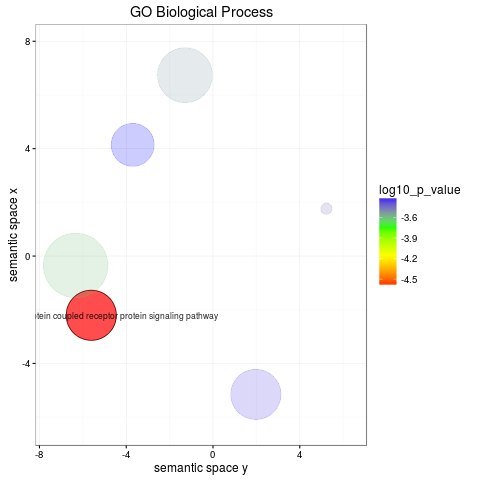 GO Biological Process
8
4
0
-4
-8
-4
0
4
semantic space x
semantic space y
tein coupled receptor protein signaling pathway
log10_p_value
-3.6
-3.9
-4.2
-4.5